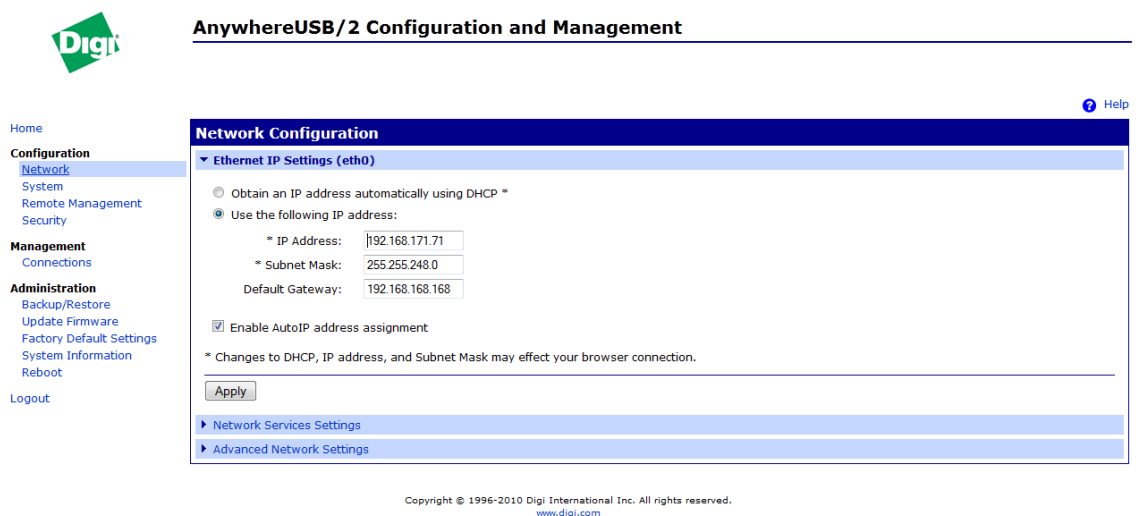 Digi
AnywhereUSB/2 Configuration and Management
? Help
Home
Configuration
Network
System
Remote Management
Security
Management
Connections
Administration
Backup/Restore
Update Firmware
Factory Default Settings
System Information
Reboot
Logout
Network Configuration
Ethernet IP Settings (eth0)
Obtain an IP address automatically using DHCP *
Use the following IP address:
* IP Address: 192.168.171.71
* Subnet Mask: 255.255.248.0
Default Gateway: 192.168.168.168
Enable AutoIP address assignment
* Changes to DHCP, IP address, and Subnet Mask may effect your browser connection.
Apply
Network Services Settings
Advanced Network Settings
Copyright © 1996-2010 Digi International Inc. All rights reserved.
www.digi.com